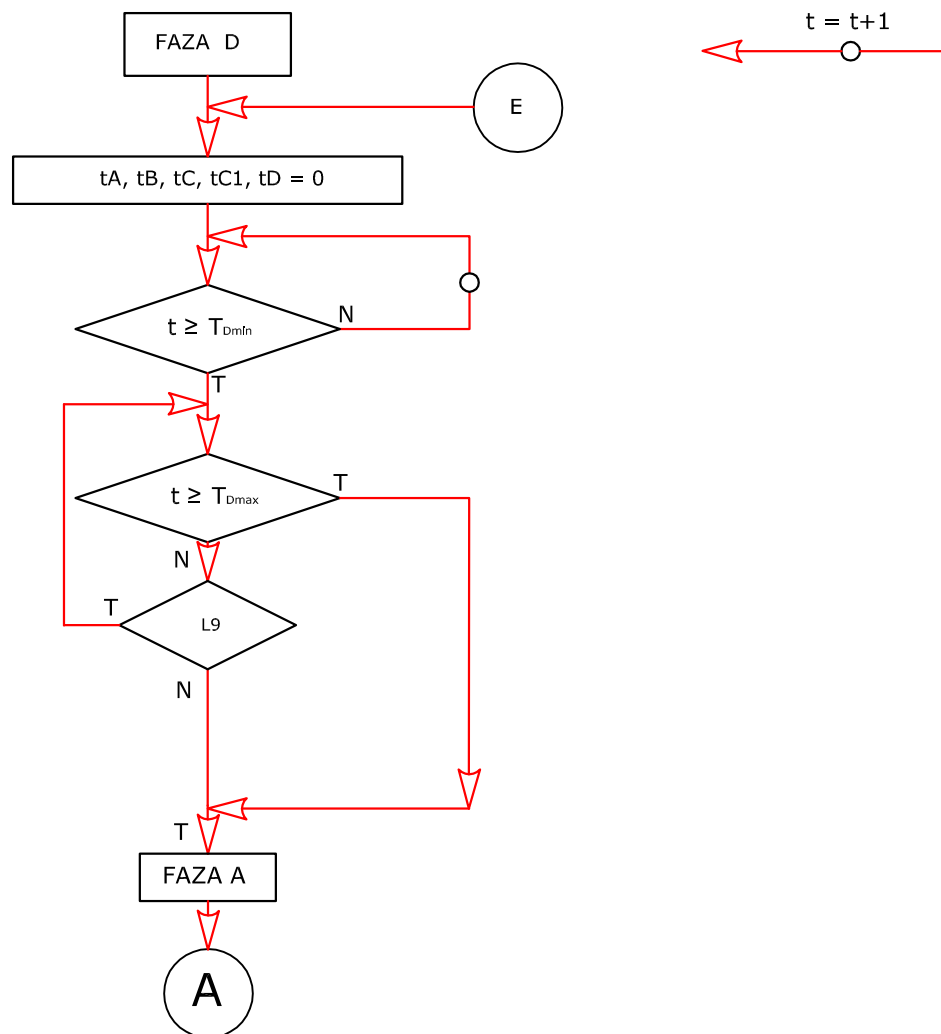 FAZA D
t = t+1
E
tA, tB, tC, tC1, tD = 0
N
t ≥ TDmin
T
T
t ≥ TDmax
N
T
L9
N
T
FAZA A
A